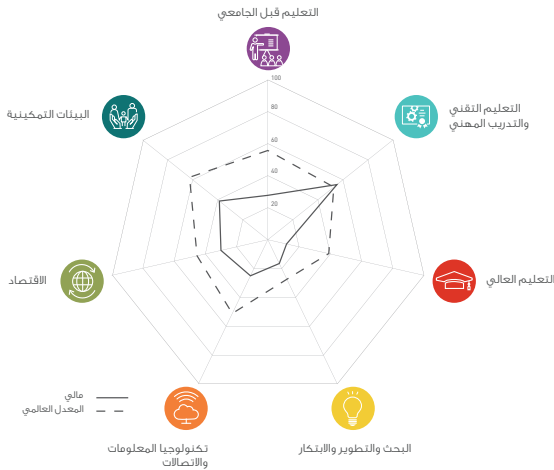 التعليم قبل الجامعي
التعليم التقني
والتدريب المهني
البيئات التمكينية
100
80
60
40
20
التعليم العالي
الاقتصاد
مالي
المعدل العالمي
البحث والتطوير والابتكار
تكنولوجيا المعلومات
والاتصالات